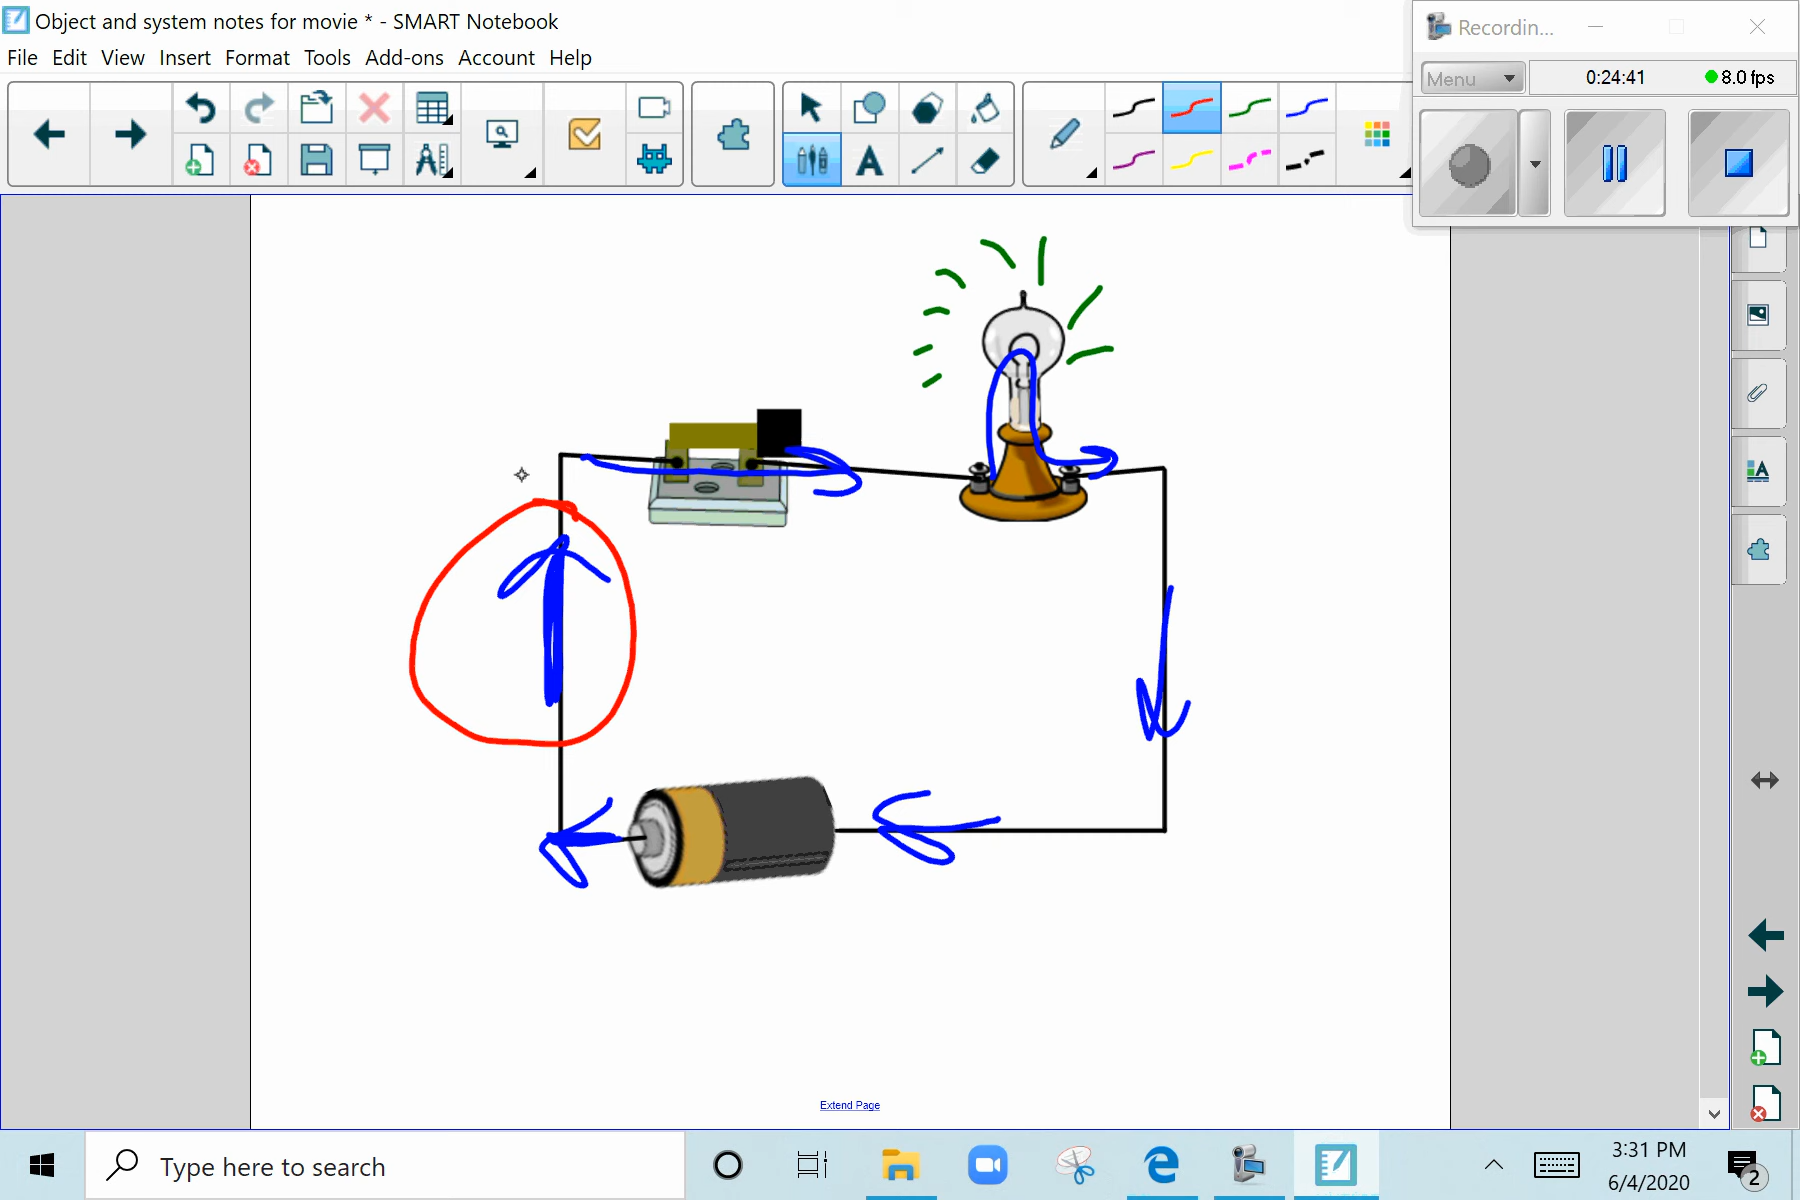 Object and system notes for movie * - SMART Notebook
File Edit View Insert Format Tools Add-ons Account Help
Recordin...
Menu
0:24:41
8.0 fps
A
A
Extend Page
Type here to search
3:31 PM
6/4/2020
2